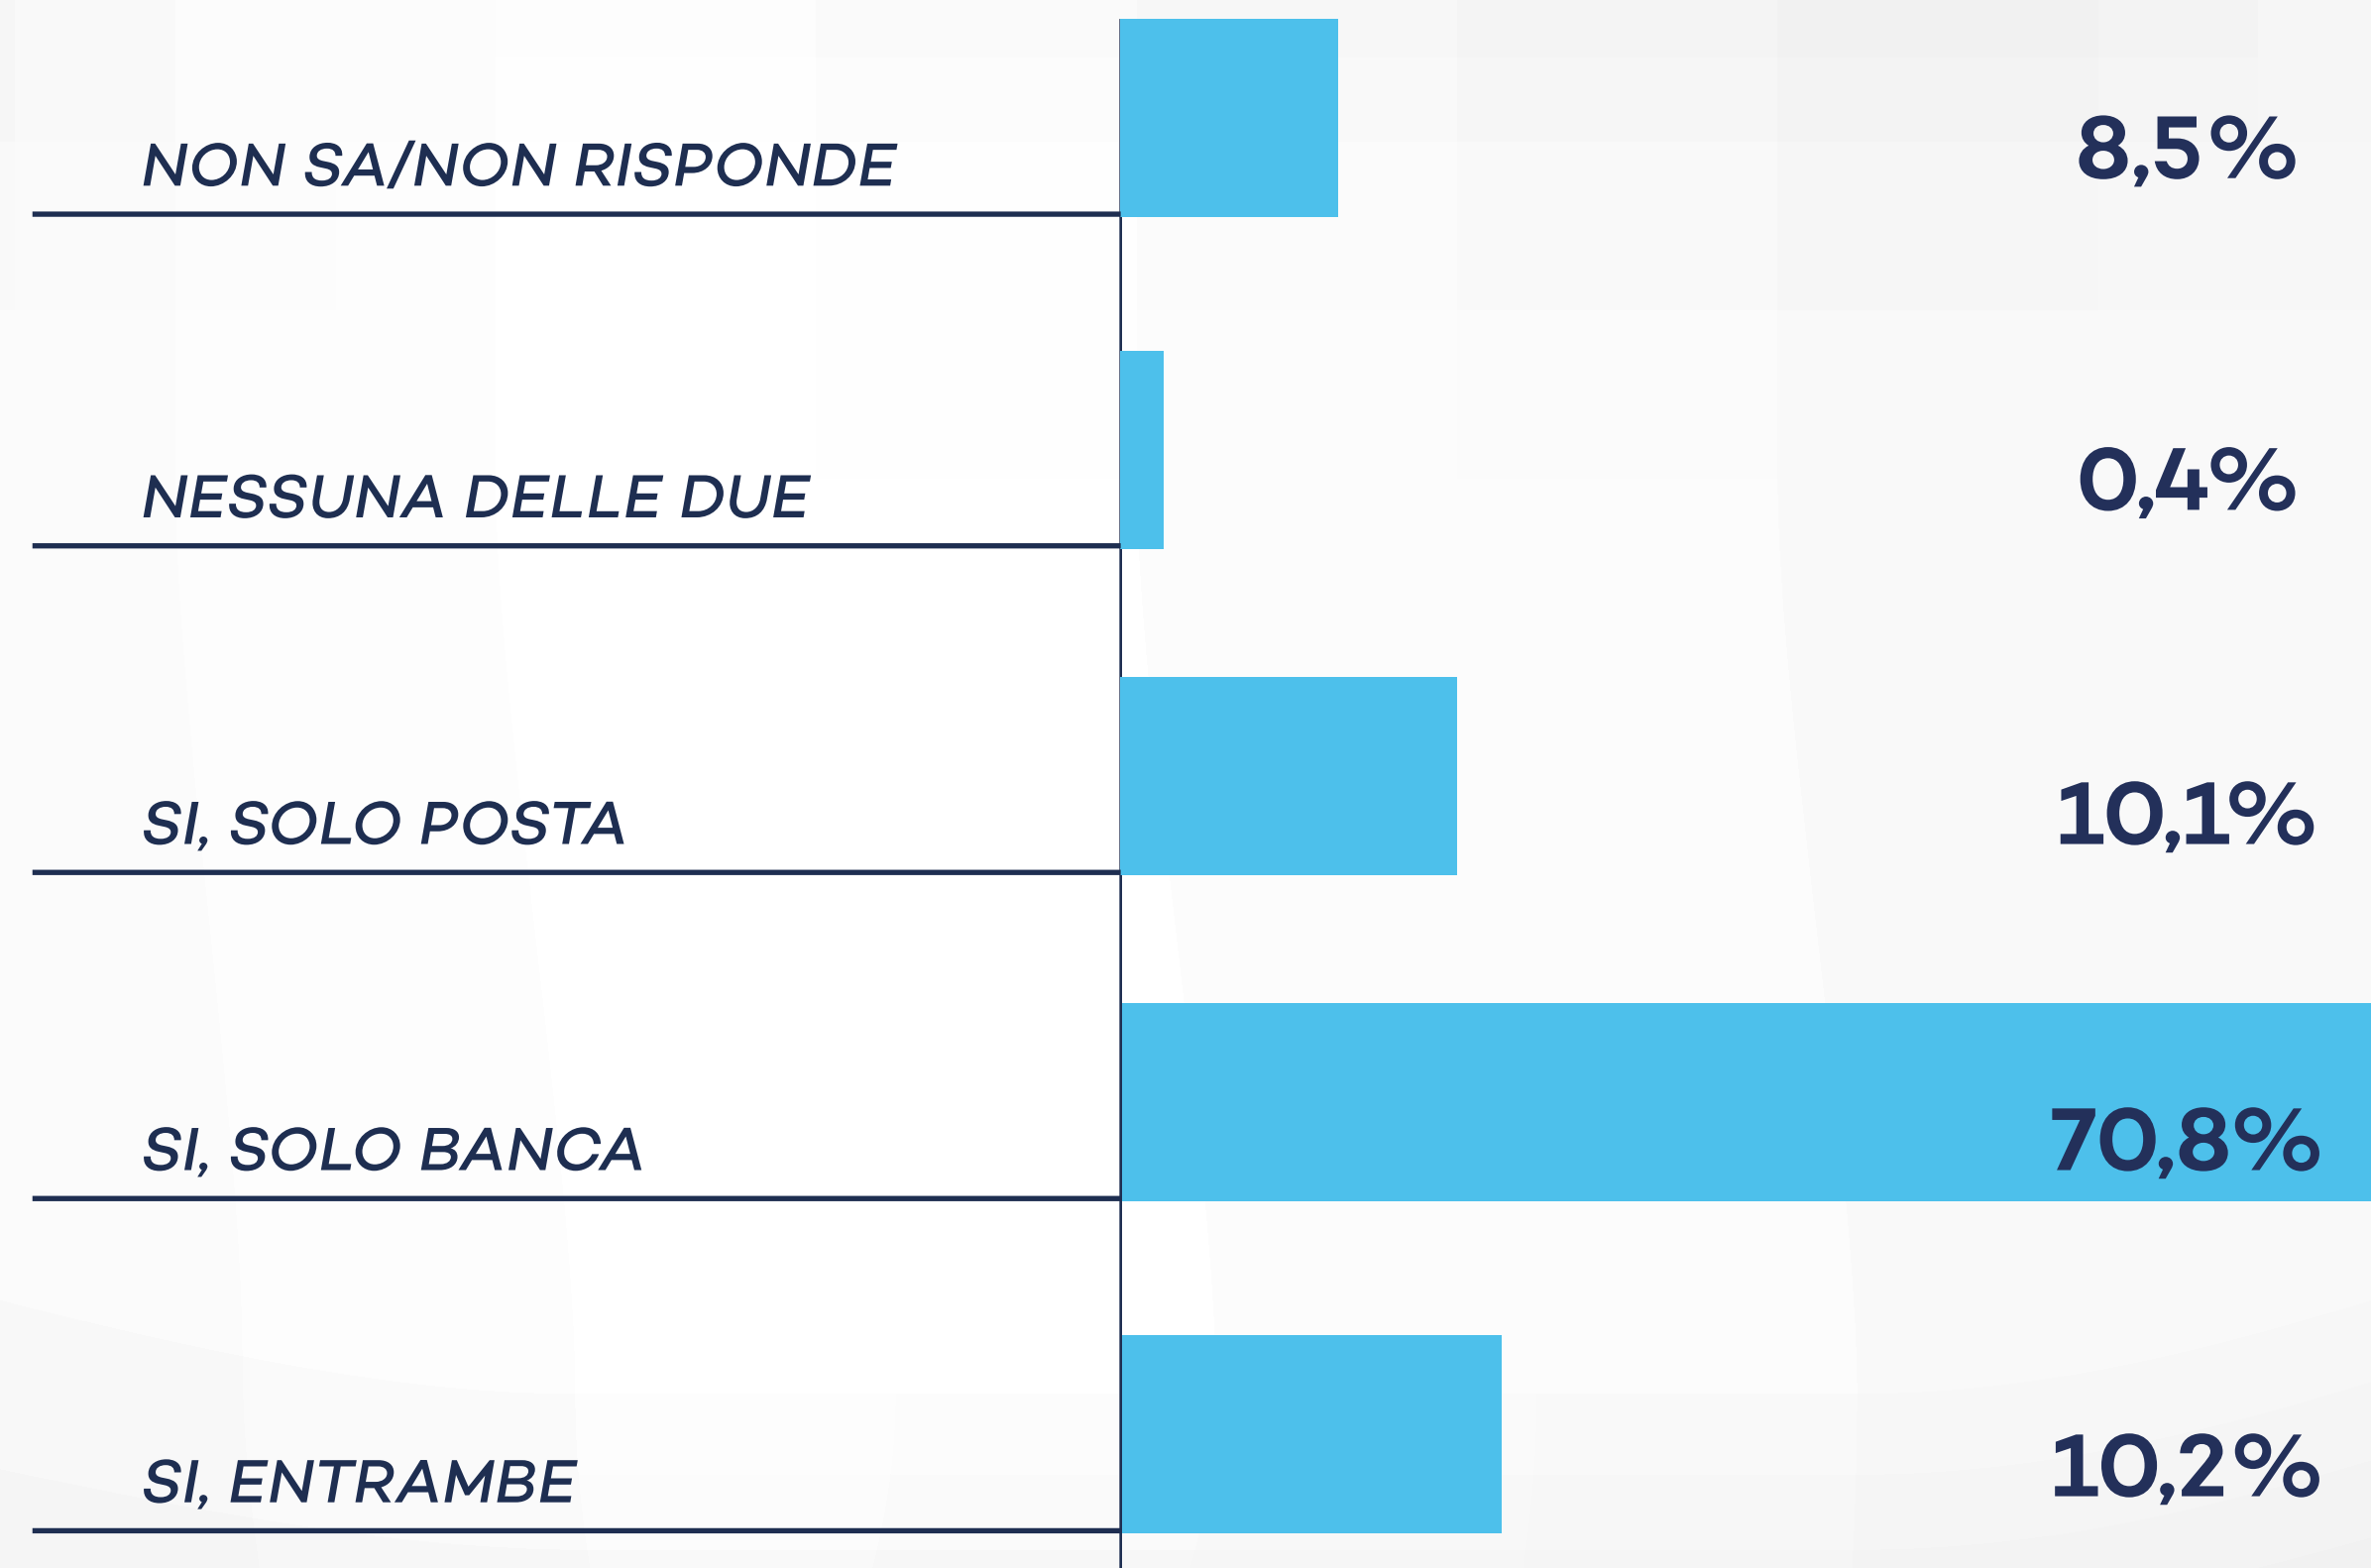 NON SA/NON RISPONDE 8,5%
NESSUNA DELLE DUE 0,4%
SI, SOLO POSTA 10,1%
SI, SOLO BANCA 70,8%
SI, ENTRAMBE 10,2%